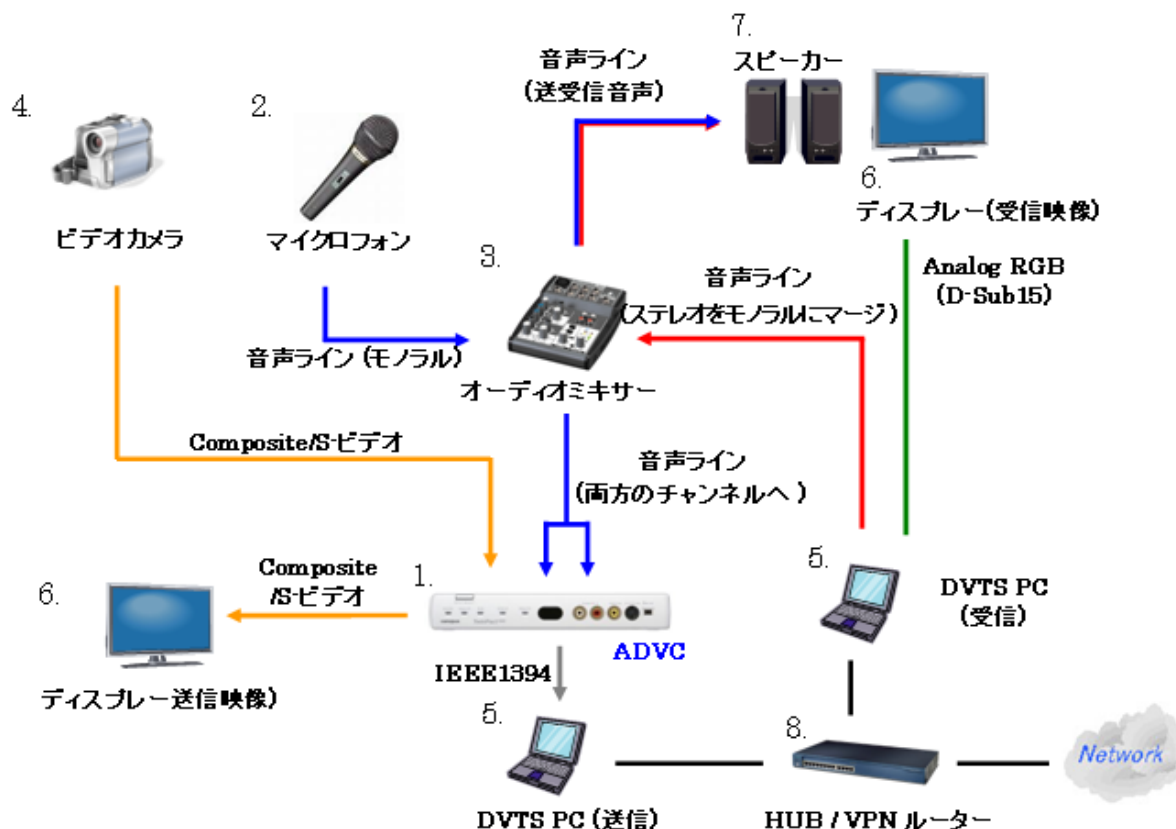 7.
スピーカー
音声ライン
(送受信音声)
4.
2.
6.
ディスプレー(受信映像)
ビデオカメラ
マイクロフォン
3.
音声ライン
(ステレオをモノラルにマージ)
Analog RGB
(D-Sub15)
音声ライン (モノラル)
オーディオミキサー
Composite/S-ビデオ
音声ライン
(両方のチャンネルへ )
6.
Composite
/S-ビデオ
1.
5.
DVTS PC
(受信)
ADVC
IEEE1394
ディスプレー送信映像)
5.
8.
Network
DVTS PC (送信)
HUB / VPN ルーター